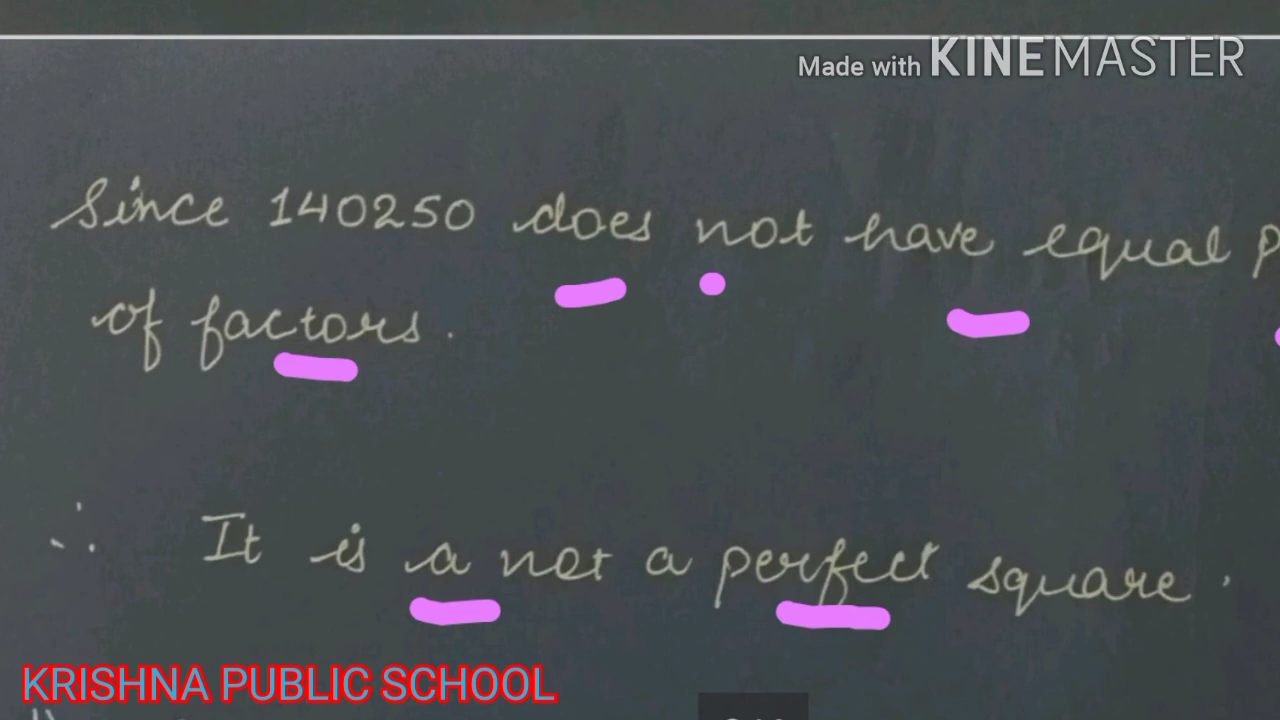 Made with KINEMASTER
Since 140250 does not have equal
of factors.
∴ It is a not a perfect square.
KRISHNA PUBLIC SCHOOL